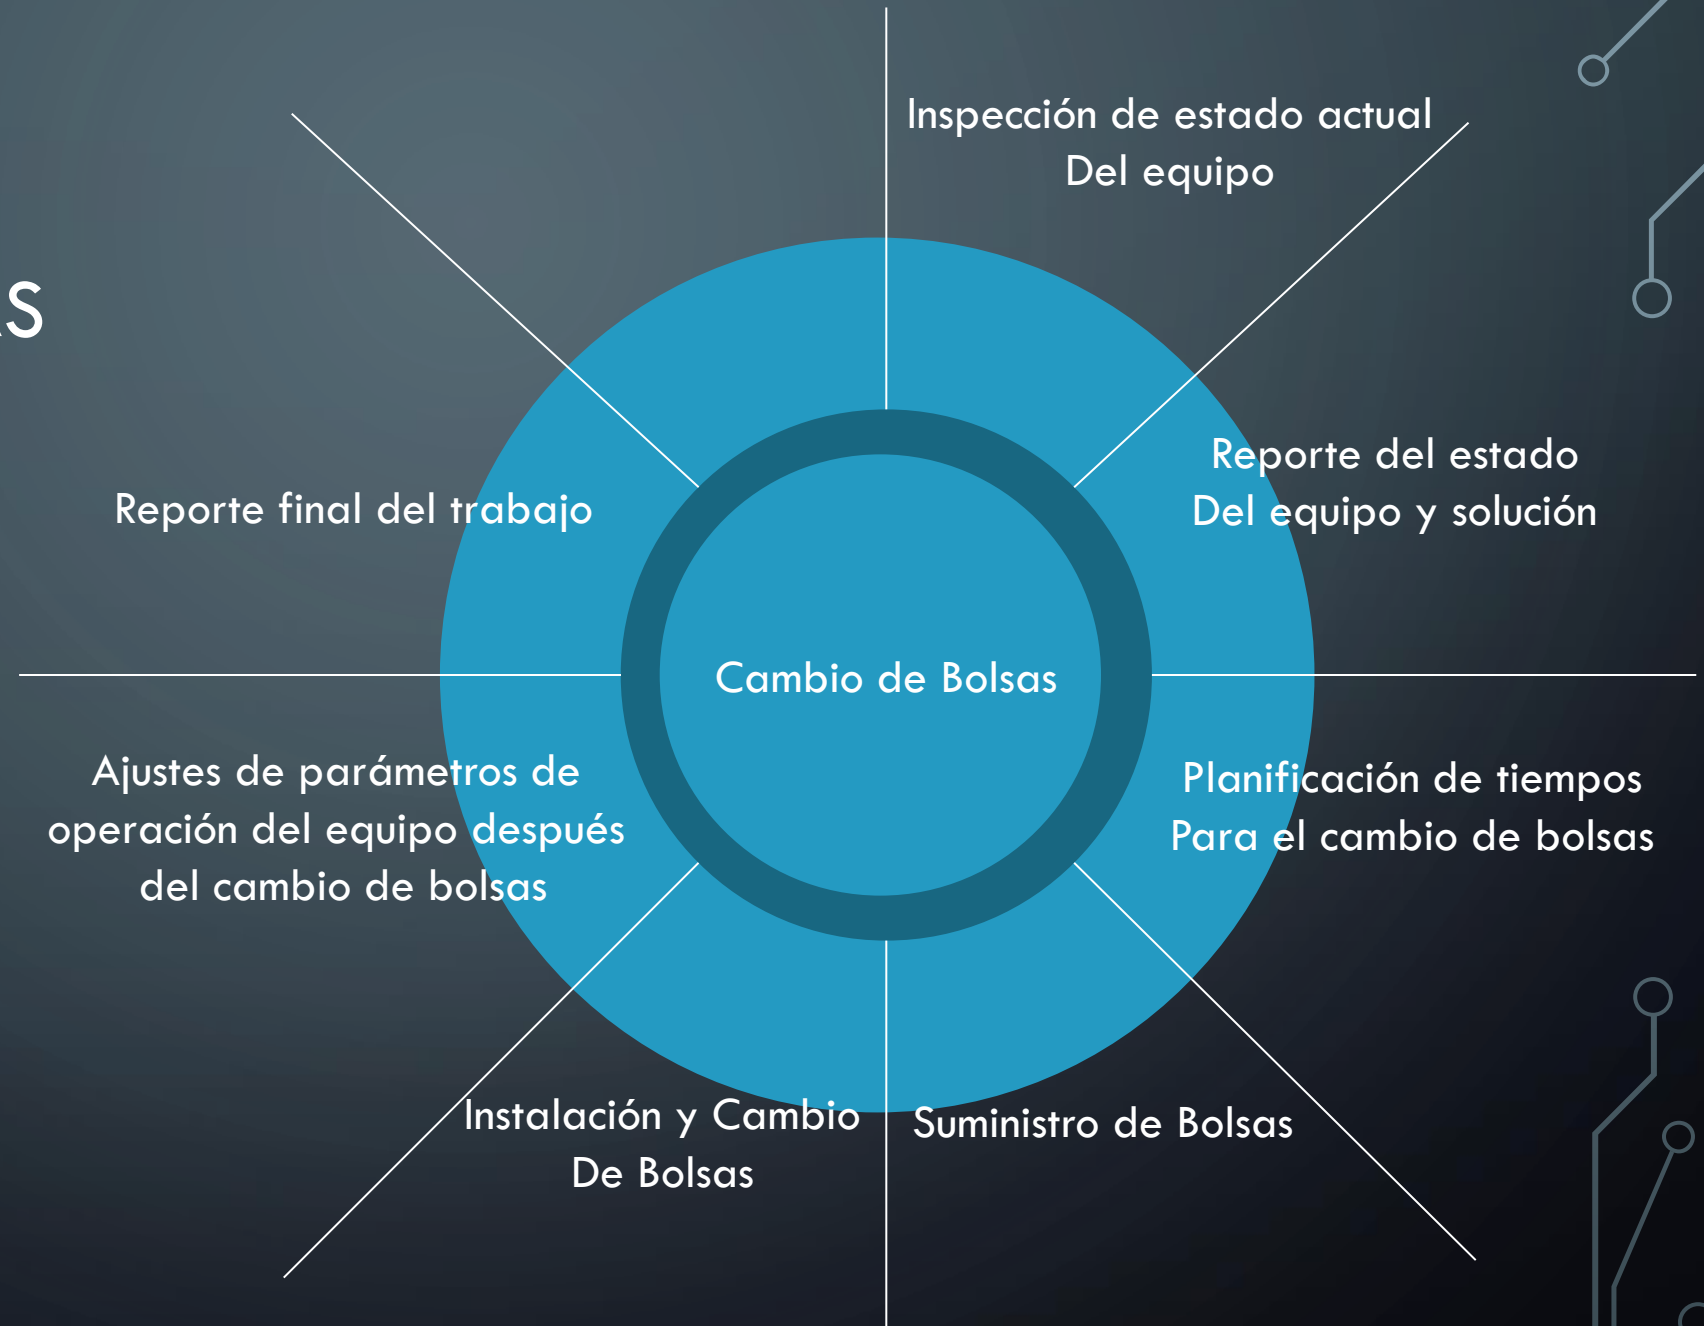 Inspección de estado actual
Del equipo
Reporte del estado
Del equipo y solución
Reporte final del trabajo
Cambio de Bolsas
Ajustes de parámetros de
operación del equipo después
del cambio de bolsas
Planificación de tiempos
Para el cambio de bolsas
Instalación y Cambio
De Bolsas
Suministro de Bolsas